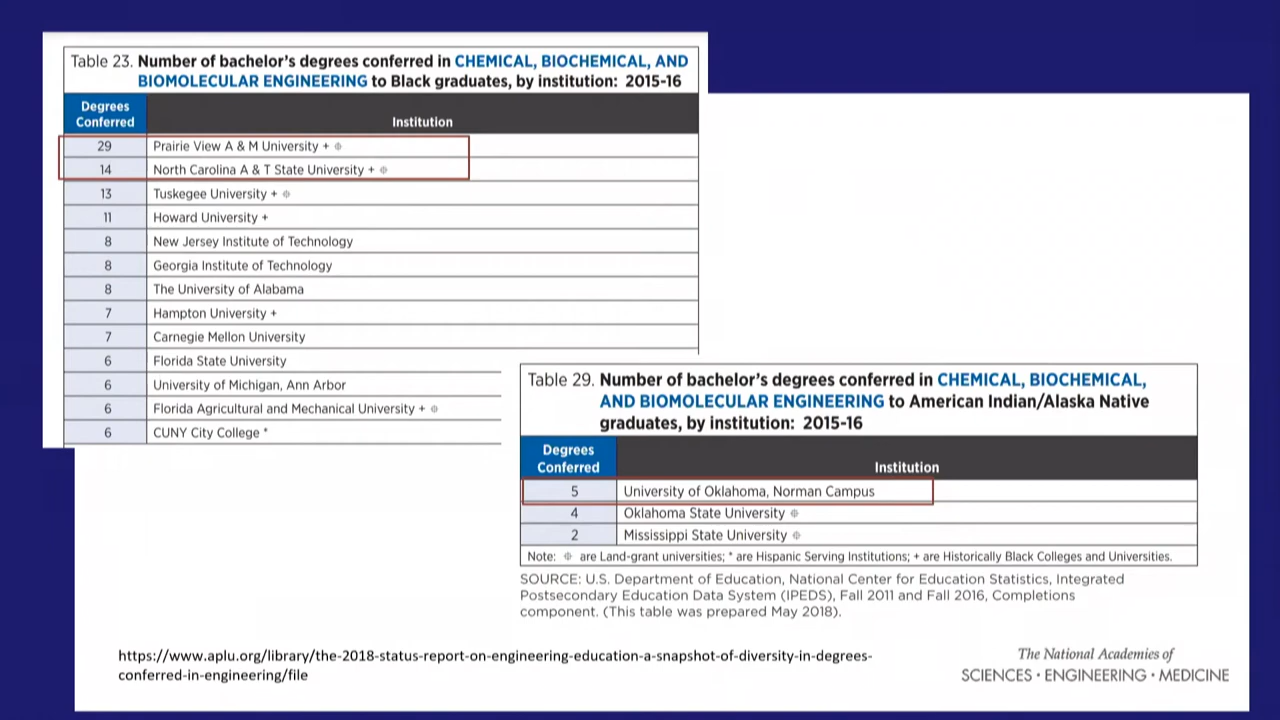 Table 23. Number of bachelor's degrees conferred in CHEMICAL, BIOCHEMICAL, AND
BIOMOLECULAR ENGINEERING to Black graduates, by institution: 2015-16
Degrees
Conferred
Institution
29 Prairie View A & M University + ⌖
14 North Carolina A & T State University + ⌖
13 Tuskegee University + ⌖
11 Howard University +
8 New Jersey Institute of Technology
8 Georgia Institute of Technology
8 The University of Alabama
7 Hampton University +
7 Carnegie Mellon University
6 Florida State University
6 University of Michigan, Ann Arbor
6 Florida Agricultural and Mechanical University + ⌖
6 CUNY City College *
Table 29. Number of bachelor's degrees conferred in CHEMICAL, BIOCHEMICAL,
AND BIOMOLECULAR ENGINEERING to American Indian/Alaska Native
graduates, by institution: 2015-16
Degrees
Conferred
Institution
5 University of Oklahoma, Norman Campus
4 Oklahoma State University ⌖
2 Mississippi State University ⌖
Note: ⌖ are Land-grant universities; * are Hispanic Serving Institutions; + are Historically Black Colleges and Universities.
SOURCE: U.S. Department of Education, National Center for Education Statistics, Integrated
Postsecondary Education Data System (IPEDS), Fall 2011 and Fall 2016, Completions
component. (This table was prepared May 2018).
https://www.aplu.org/library/the-2018-status-report-on-engineering-education-a-snapshot-of-diversity-in-degrees-
conferred-in-engineering/file
The National Academies of
SCIENCES · ENGINEERING · MEDICINE